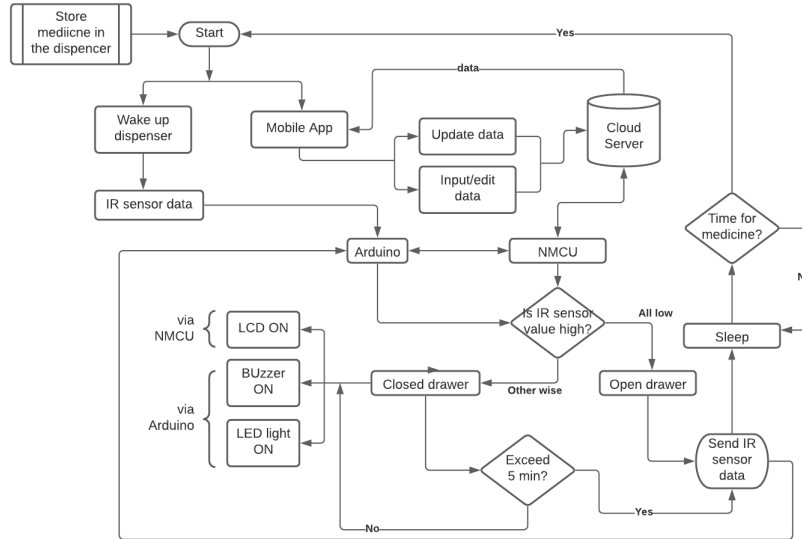 Store
mediicne in
the dispencer
Start
Yes
data
Wake up
dispenser
Mobile App
Update data
Input/edit
data
Cloud
Server
IR sensor data
Time for
medicine?
Arduino
NMCU
N
via
NMCU
LCD ON
Is IR sensor
value high?
All low
Sleep
BUzzer
ON
Closed drawer
Other wise
Open drawer
via
Arduino
LED light
ON
Exceed
5 min?
Send IR
sensor
data
Yes
No